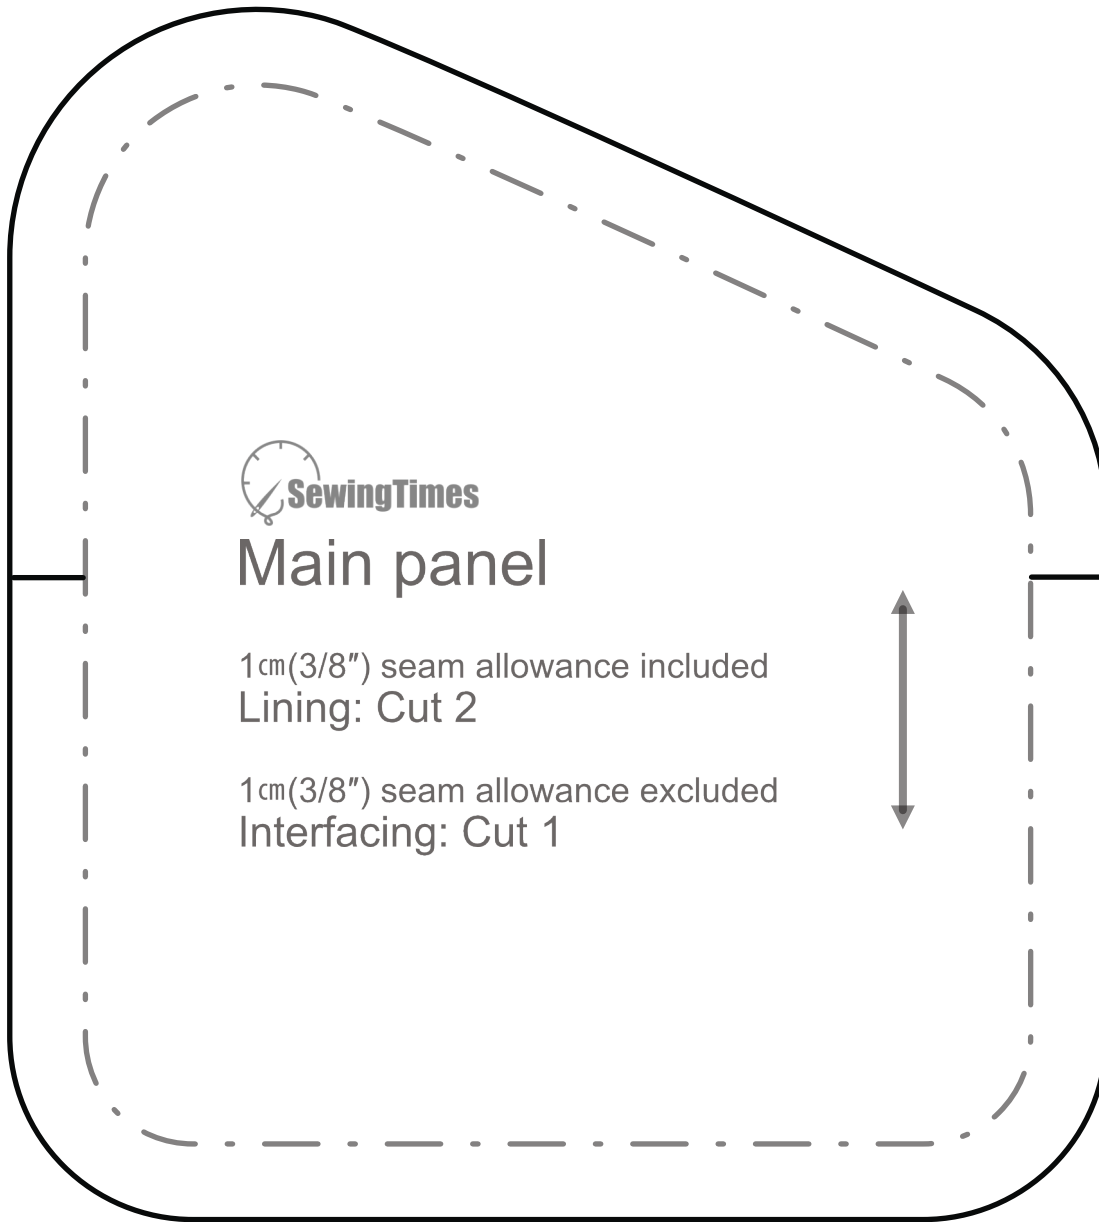 SewingTimes
Main panel
1cm(3/8") seam allowance included
Lining: Cut 2
1cm(3/8") seam allowance excluded
Interfacing: Cut 1